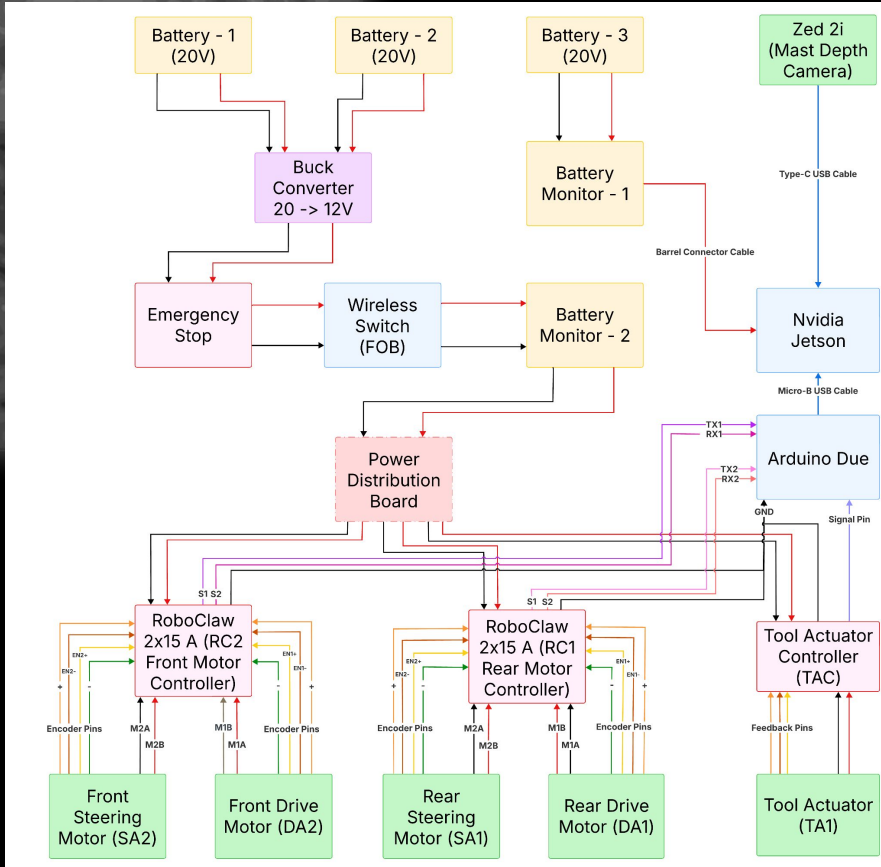 Battery - 1
(20V)
Battery - 2
(20V)
Battery - 3
(20V)
Zed 2i
(Mast Depth
Camera)
Buck
Converter
20 -> 12V
Battery
Monitor - 1
Type-C USB Cable
Barrel Connector Cable
Emergency
Stop
Wireless
Switch
(FOB)
Battery
Monitor - 2
Nvidia
Jetson
Micro-B USB Cable
Power
Distribution
Board
TX1
RX1
TX2
RX2
Arduino Due
GND
Signal Pin
S1
S2
S1
S2
RoboClaw
2x15 A (RC2
Front Motor
Controller)
EN2+
EN2-
EN1+
EN1-
+
-
-
+
RoboClaw
2x15 A (RC1
Rear Motor
Controller)
EN2+
EN2-
EN1+
EN1-
+
-
-
+
Tool Actuator
Controller
(TAC)
Encoder Pins
M2A
M2B
M1B
M1A
Encoder Pins
Encoder Pins
M2A
M2B
M1B
M1A
Encoder Pins
Feedback Pins
Front
Steering
Motor (SA2)
Front Drive
Motor (DA2)
Rear
Steering
Motor (SA1)
Rear Drive
Motor (DA1)
Tool Actuator
(TA1)